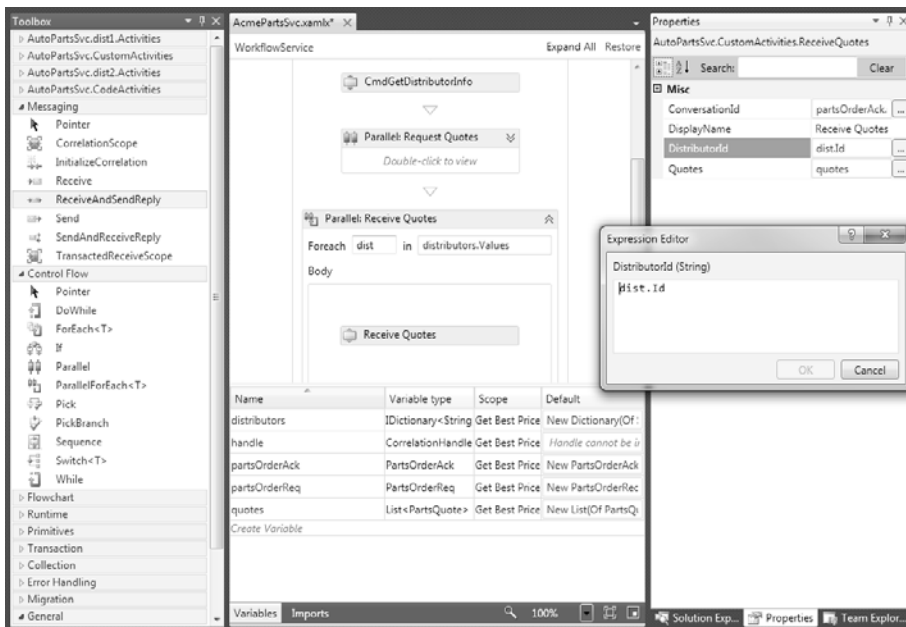 Toolbox
AutoPartsSvc.dist1.Activities
AutoPartsSvc.CustomActivities
AutoPartsSvc.dist2.Activities
AutoPartsSvc.CodeActivities
Messaging
Pointer
CorrelationScope
InitializeCorrelation
Receive
ReceiveAndSendReply
Send
SendAndReceiveReply
TransactedReceiveScope
Control Flow
Pointer
DoWhile
ForEach<T>
If
Parallel
ParallelForEach<T>
Pick
PickBranch
Sequence
Switch<T>
While
Flowchart
Runtime
Primitives
Transaction
Collection
Error Handling
Migration
General
AcmePartsSvc.xamlx*
WorkflowService Expand All Restore
CmdGetDistributorInfo
Parallel: Request Quotes
Double-click to view
Parallel: Receive Quotes
Foreach dist in distributors.Values
Body
Receive Quotes
Name Variable type Scope Default
distributors IDictionary<String Get Best Price New Dictionary(Of
handle CorrelationHandle Get Best Price Handle cannot be
partsOrderAck PartsOrderAck Get Best Price New PartsOrderAck
partsOrderReq PartsOrderReq Get Best Price New PartsOrderRec
quotes List<PartsQuote> Get Best Price New List(Of PartsQu
Create Variable
Variables Imports 100%
Properties
AutoPartsSvc.CustomActivities.ReceiveQuotes
Search: Clear
Misc
ConversationId partsOrderAck. ...
DisplayName Receive Quotes
DistributorId dist.Id ...
Quotes quotes ...
Expression Editor
DistributorId (String)
dist.Id
OK Cancel
Solution Exp... Properties Team Explor...